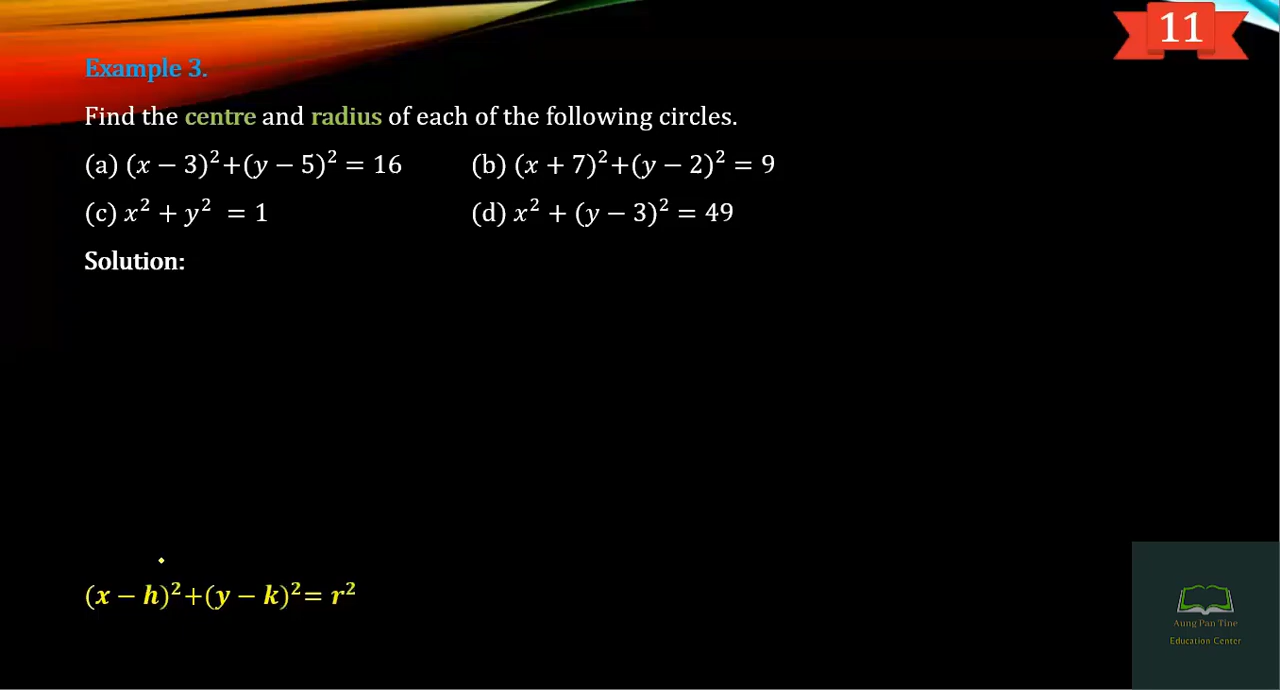 11
Example 3.
Find the centre and radius of each of the following circles.
(a) (x − 3)²+(y − 5)² = 16 (b) (x + 7)²+(y − 2)² = 9
(c) x² + y² = 1 (d) x² + (y − 3)² = 49
Solution:
(x − h)²+(y − k)²= r²
Aung Pan Tine
Education Center